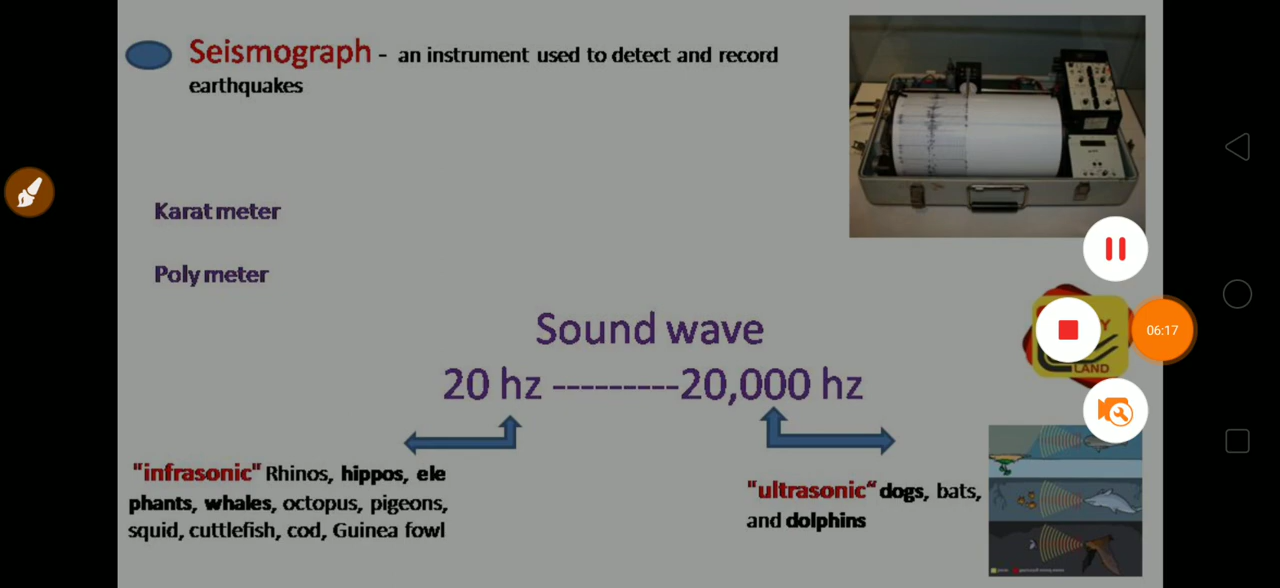 Seismograph - an instrument used to detect and record
earthquakes
Karat meter
Poly meter
Sound wave
20 hz ---------20,000 hz
"infrasonic" Rhinos, hippos, ele
phants, whales, octopus, pigeons,
squid, cuttlefish, cod, Guinea fowl
"ultrasonic“ dogs, bats,
and dolphins
LAND
06:17